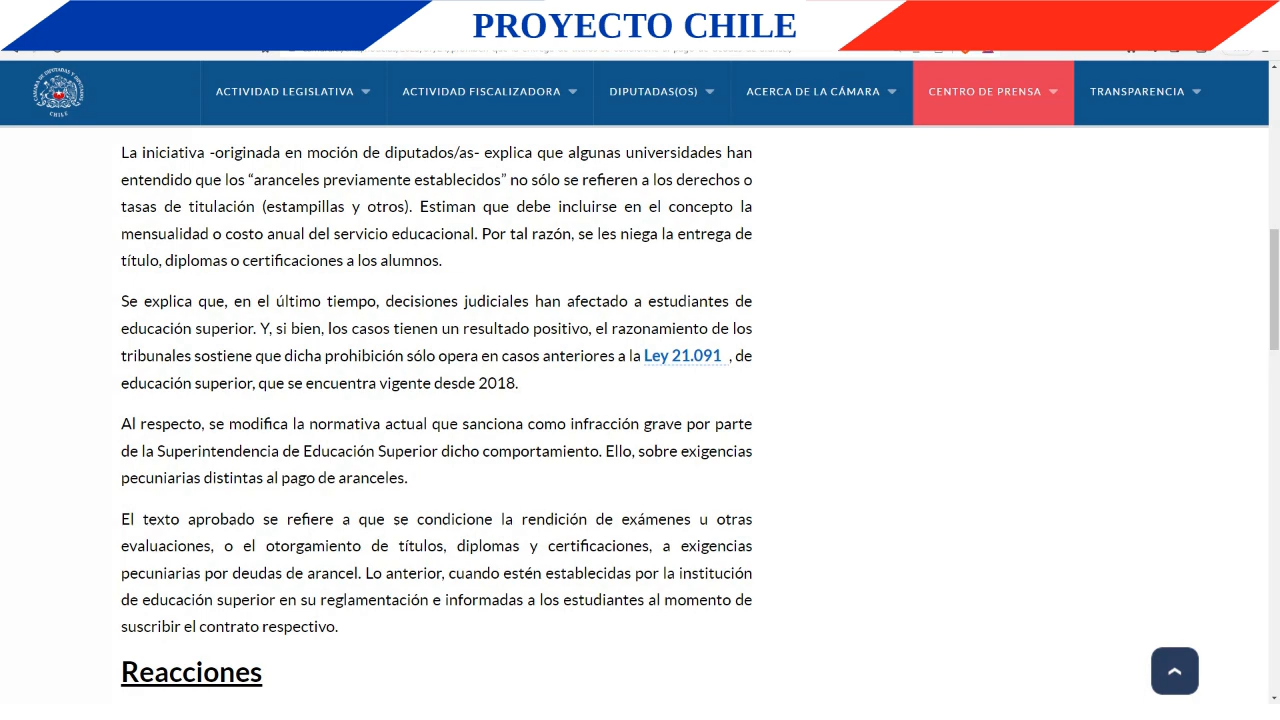 PROYECTO CHILE
ACTIVIDAD LEGISLATIVA
ACTIVIDAD FISCALIZADORA
DIPUTADAS(OS)
ACERCA DE LA CÁMARA
CENTRO DE PRENSA
TRANSPARENCIA
La iniciativa -originada en moción de diputados/as- explica que algunas universidades han
entendido que los “aranceles previamente establecidos” no sólo se refieren a los derechos o
tasas de titulación (estampillas y otros). Estiman que debe incluirse en el concepto la
mensualidad o costo anual del servicio educacional. Por tal razón, se les niega la entrega de
título, diplomas o certificaciones a los alumnos.
Se explica que, en el último tiempo, decisiones judiciales han afectado a estudiantes de
educación superior. Y, si bien, los casos tienen un resultado positivo, el razonamiento de los
tribunales sostiene que dicha prohibición sólo opera en casos anteriores a la Ley 21.091 , de
educación superior, que se encuentra vigente desde 2018.
Al respecto, se modifica la normativa actual que sanciona como infracción grave por parte
de la Superintendencia de Educación Superior dicho comportamiento. Ello, sobre exigencias
pecuniarias distintas al pago de aranceles.
El texto aprobado se refiere a que se condicione la rendición de exámenes u otras
evaluaciones, o el otorgamiento de títulos, diplomas y certificaciones, a exigencias
pecuniarias por deudas de arancel. Lo anterior, cuando estén establecidas por la institución
de educación superior en su reglamentación e informadas a los estudiantes al momento de
suscribir el contrato respectivo.
Reacciones